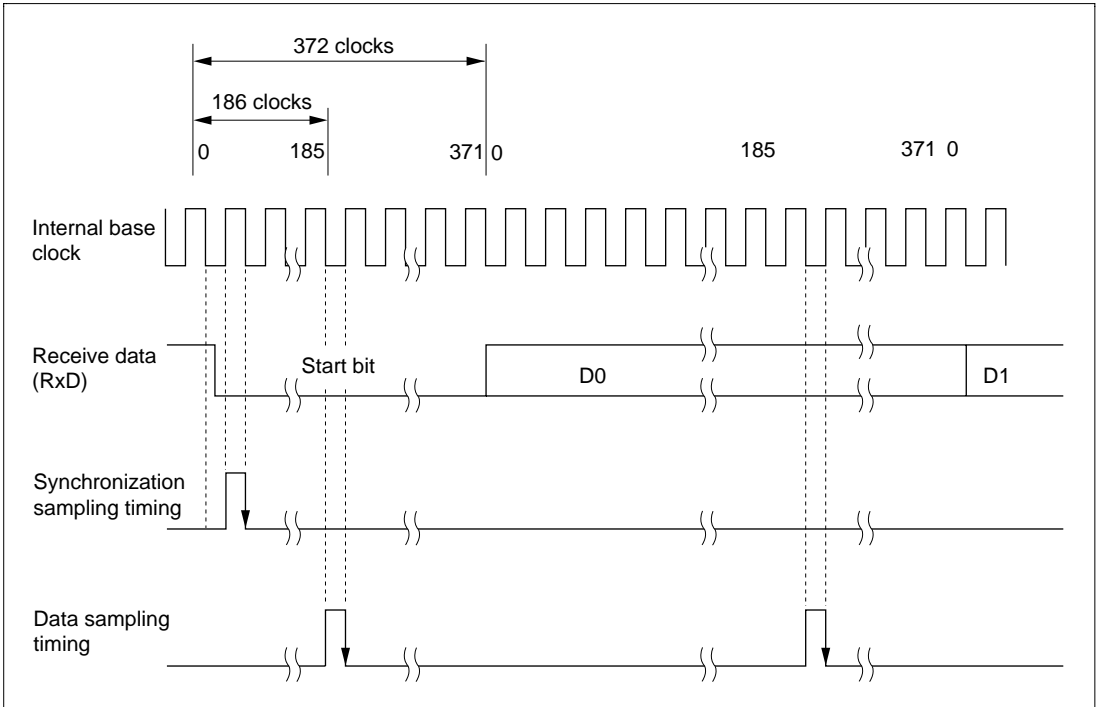 372 clocks
186 clocks
0 185 371 0 185 371 0
Internal base
clock
Receive data
(RxD)
Start bit
D0
D1
Synchronization
sampling timing
Data sampling
timing